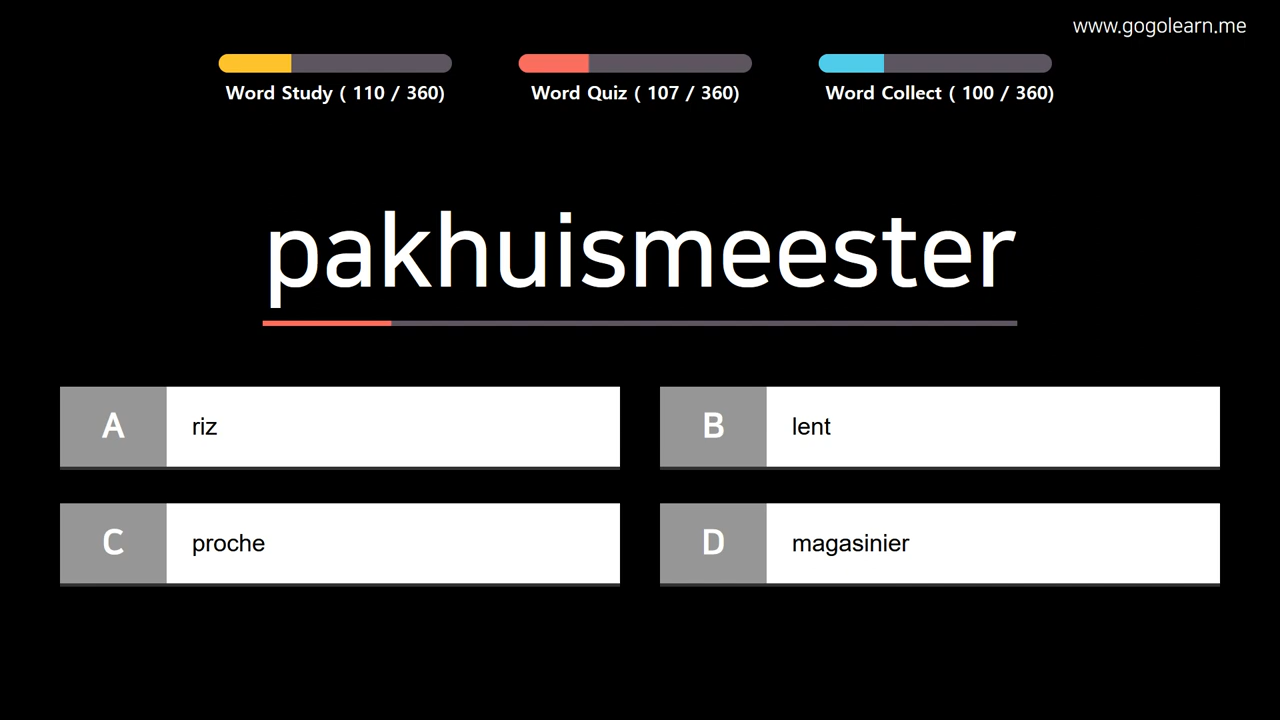 www.gogolearn.me
Word Study ( 110 / 360)
Word Quiz ( 107 / 360)
Word Collect ( 100 / 360)
pakhuismeester
A riz
B lent
C proche
D magasinier